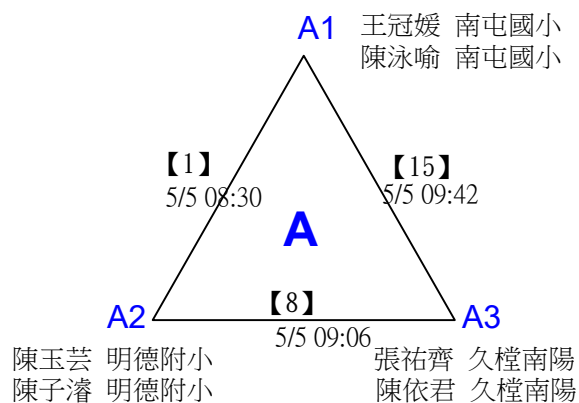 A1
王冠媛 南屯國小
陳泳喻 南屯國小
【1】
5/5 08:30
【15】
5/5 09:42
A
【8】
5/5 09:06
A2
陳玉芸 明德附小
陳子濬 明德附小
A3
張祐齊 久樘南陽
陳依君 久樘南陽